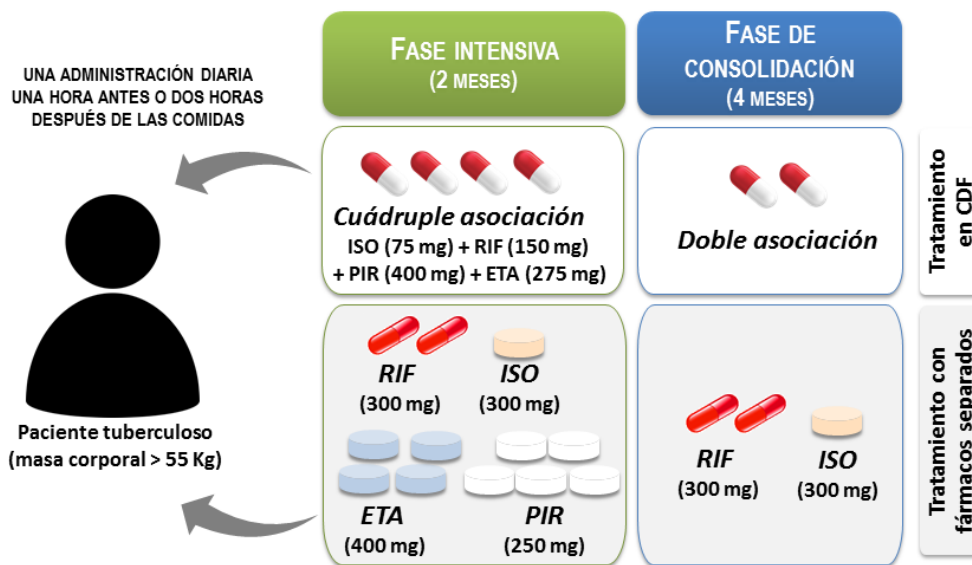 UNA ADMINISTRACIÓN DIARIA
UNA HORA ANTES O DOS HORAS
DESPUÉS DE LAS COMIDAS
FASE INTENSIVA
(2 MESES)
FASE DE
CONSOLIDACIÓN
(4 MESES)
Cuádruple asociación
ISO (75 mg) + RIF (150 mg)
+ PIR (400 mg) + ETA (275 mg)
Doble asociación
Tratamiento
en CDF
Paciente tuberculoso
(masa corporal > 55 Kg)
RIF
(300 mg)
ISO
(300 mg)
ETA
(400 mg)
PIR
(250 mg)
RIF
(300 mg)
ISO
(300 mg)
Tratamiento con
fármacos separados